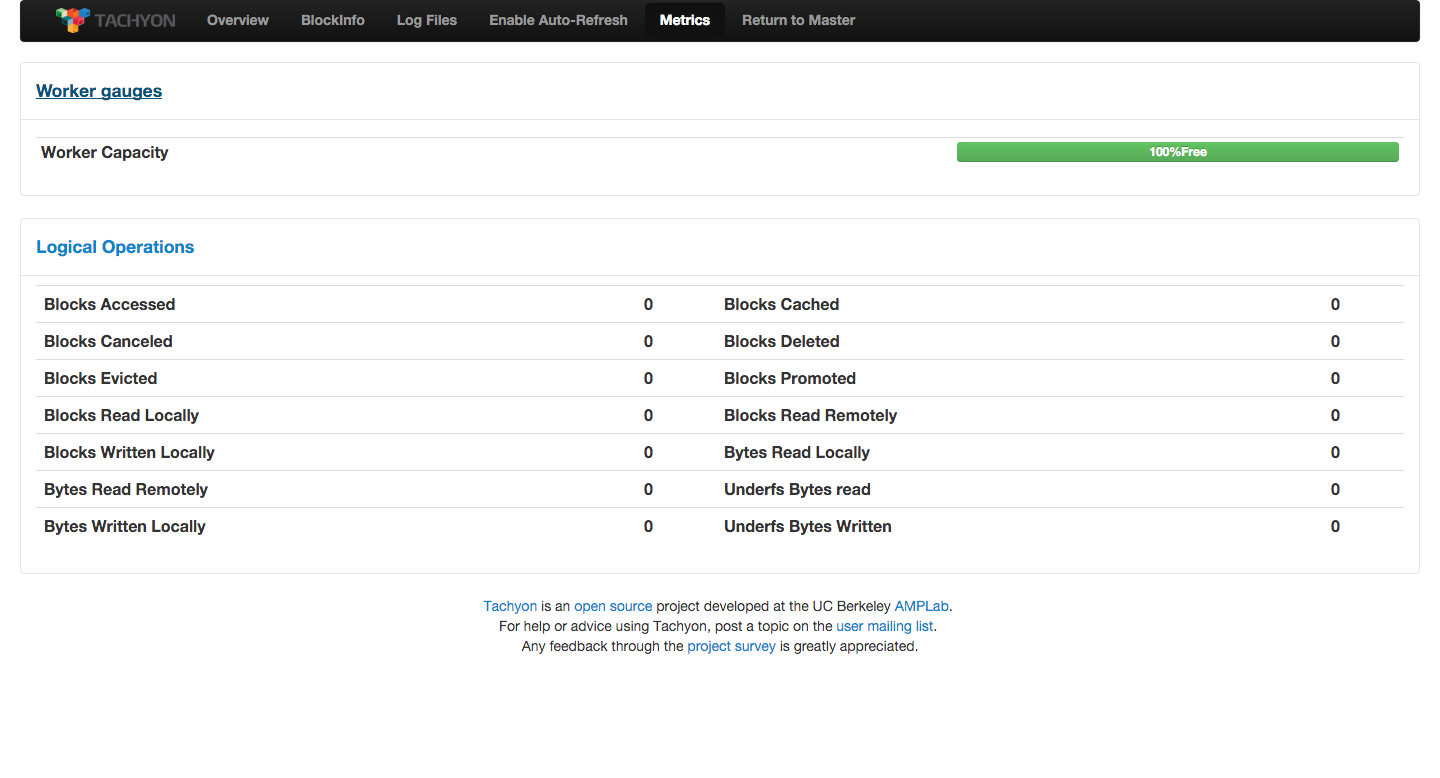 TACHYON Overview BlockInfo Log Files Enable Auto-Refresh Metrics Return to Master
Worker gauges
Worker Capacity 100%Free
Logical Operations
Blocks Accessed 0 Blocks Cached 0
Blocks Canceled 0 Blocks Deleted 0
Blocks Evicted 0 Blocks Promoted 0
Blocks Read Locally 0 Blocks Read Remotely 0
Blocks Written Locally 0 Bytes Read Locally 0
Bytes Read Remotely 0 Underfs Bytes read 0
Bytes Written Locally 0 Underfs Bytes Written 0
Tachyon is an open source project developed at the UC Berkeley AMPLab.
For help or advice using Tachyon, post a topic on the user mailing list.
Any feedback through the project survey is greatly appreciated.